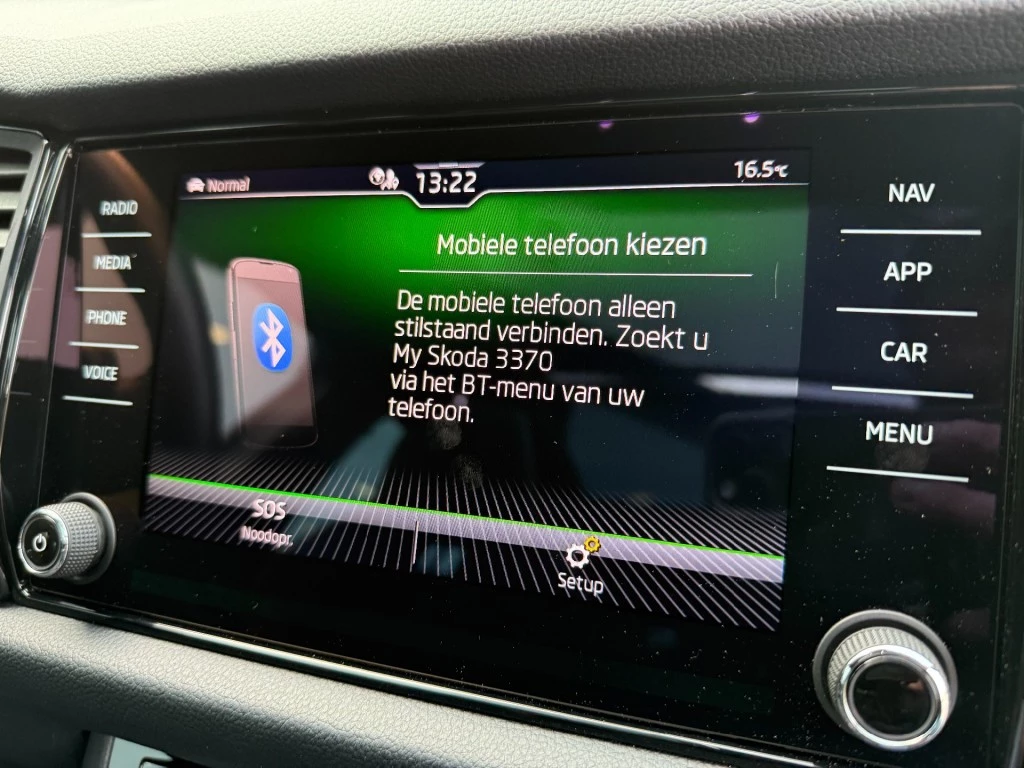 Normal
13:22
16.5°C
RADIO
MEDIA
PHONE
VOICE
Mobiele telefoon kiezen
De mobiele telefoon alleen
stilstaand verbinden. Zoekt u
My Skoda 3370
via het BT-menu van uw
telefoon.
SOS
Noodopr.
Setup
NAV
APP
CAR
MENU